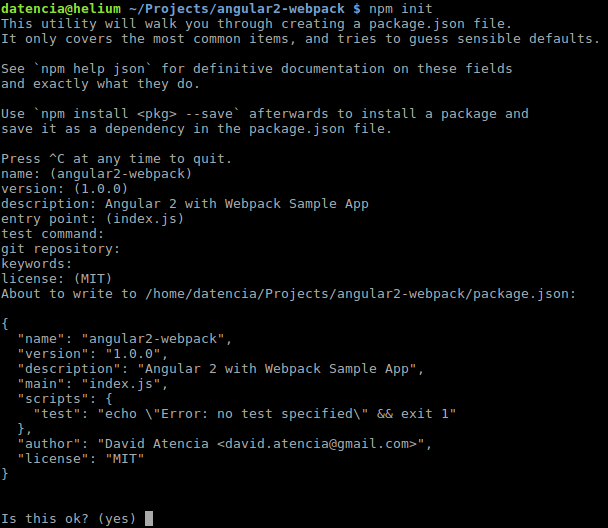 datencia@helium ~/Projects/angular2-webpack $ npm init
This utility will walk you through creating a package.json file.
It only covers the most common items, and tries to guess sensible defaults.

See `npm help json` for definitive documentation on these fields
and exactly what they do.

Use `npm install <pkg> --save` afterwards to install a package and
save it as a dependency in the package.json file.

Press ^C at any time to quit.
name: (angular2-webpack)
version: (1.0.0)
description: Angular 2 with Webpack Sample App
entry point: (index.js)
test command:
git repository:
keywords:
license: (MIT)
About to write to /home/datencia/Projects/angular2-webpack/package.json:

{
  "name": "angular2-webpack",
  "version": "1.0.0",
  "description": "Angular 2 with Webpack Sample App",
  "main": "index.js",
  "scripts": {
    "test": "echo \"Error: no test specified\" && exit 1"
  },
  "author": "David Atencia <david.atencia@gmail.com>",
  "license": "MIT"
}

Is this ok? (yes)